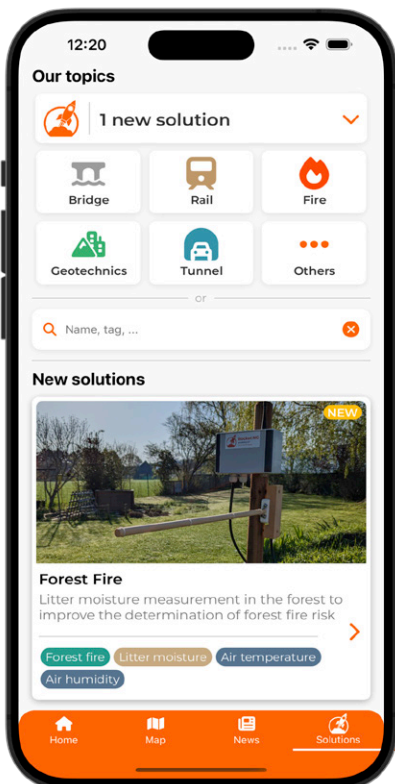 12:20
Our topics
1 new solution
Bridge
Rail
Fire
Geotechnics
Tunnel
Others
or
Name, tag, ...
New solutions
NEW
Forest Fire
Litter moisture measurement in the forest to
improve the determination of forest fire risk
Forest fire
Litter moisture
Air temperature
Air humidity
Home
Map
News
Solutions